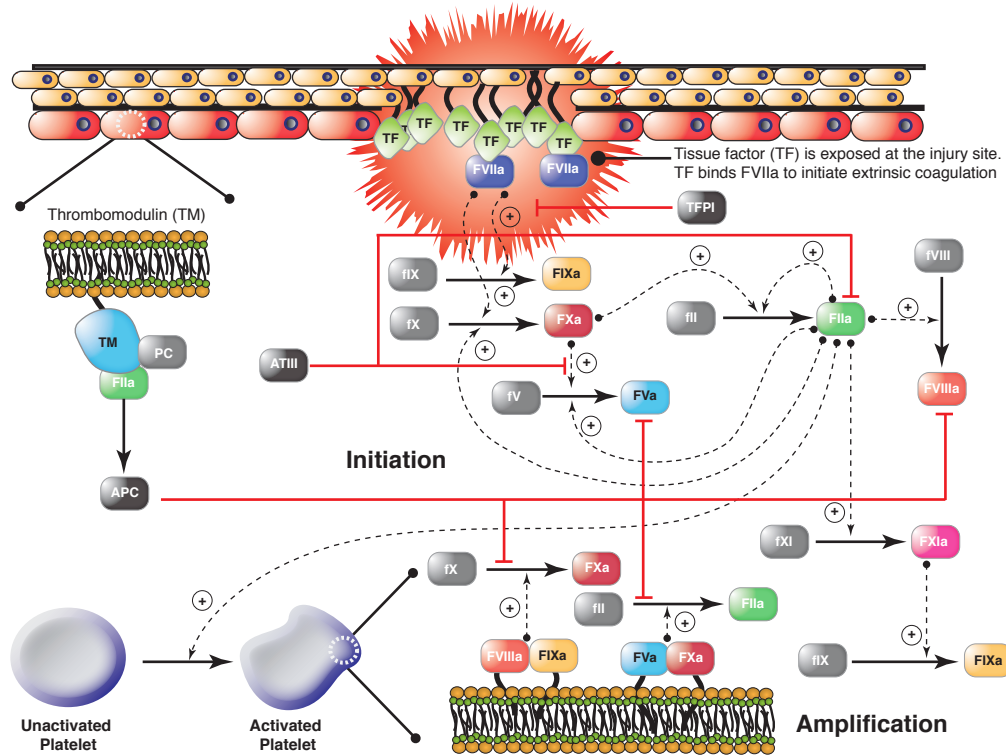 TF
TF
TF
TF
TF
TF
TF
FVIIa
FVIIa
Tissue factor (TF) is exposed at the injury site.
TF binds FVIIa to initiate extrinsic coagulation
Thrombomodulin (TM)
+
TFPI
fIX
+
FIXa
+
fVIII
fX
+
FXa
fII
+
FIIa
+
TM
PC
FIIa
ATIII
+
fV
FVa
+
FVIIIa
Initiation
APC
+
fXI
FXIa
fX
FXa
fII
FIIa
+
+
+
+
FVIIIa
FIXa
FVa
FXa
fIX
FIXa
Unactivated
Platelet
Activated
Platelet
Amplification